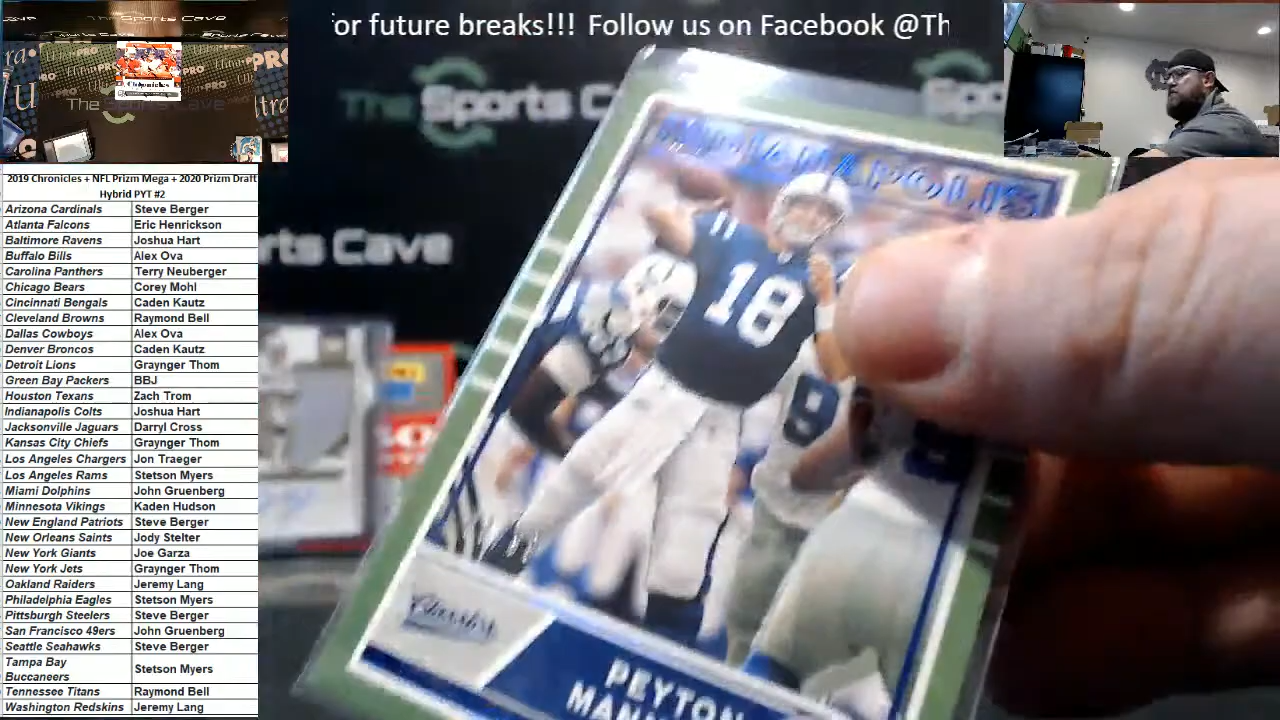 or future breaks!!! Follow us on Facebook @Th
The Sports Cave
Sports C
Spo
rts Cave
2019 Chronicles + NFL Prizm Mega + 2020 Prizm Draft
Hybrid PYT #2
Arizona Cardinals Steve Berger
Atlanta Falcons Eric Henrickson
Baltimore Ravens Joshua Hart
Buffalo Bills Alex Ova
Carolina Panthers Terry Neuberger
Chicago Bears Corey Mohl
Cincinnati Bengals Caden Kautz
Cleveland Browns Raymond Bell
Dallas Cowboys Alex Ova
Denver Broncos Caden Kautz
Detroit Lions Graynger Thom
Green Bay Packers BBJ
Houston Texans Zach Trom
Indianapolis Colts Joshua Hart
Jacksonville Jaguars Darryl Cross
Kansas City Chiefs Graynger Thom
Los Angeles Chargers Jon Traeger
Los Angeles Rams Stetson Myers
Miami Dolphins John Gruenberg
Minnesota Vikings Kaden Hudson
New England Patriots Steve Berger
New Orleans Saints Jody Stelter
New York Giants Joe Garza
New York Jets Graynger Thom
Oakland Raiders Jeremy Lang
Philadelphia Eagles Stetson Myers
Pittsburgh Steelers Steve Berger
San Francisco 49ers John Gruenberg
Seattle Seahawks Steve Berger
Tampa Bay
Buccaneers Stetson Myers
Tennessee Titans Raymond Bell
Washington Redskins Jeremy Lang
18
9
Classics
PEYTON